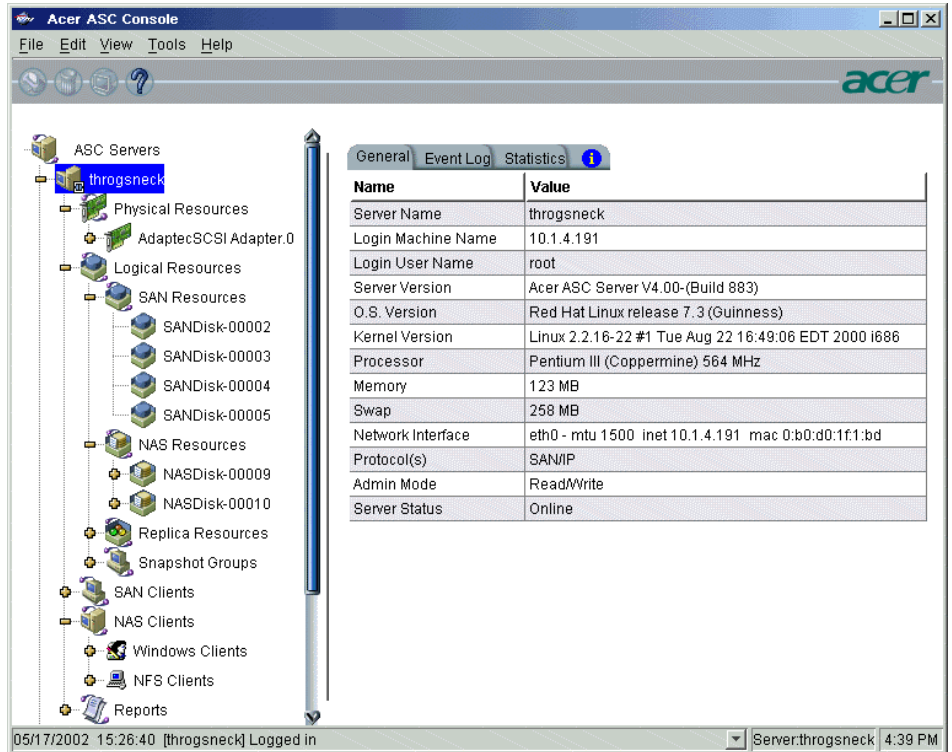 Acer ASC Console
File Edit View Tools Help
acer
ASC Servers
throgsneck
Physical Resources
AdaptecSCSI Adapter.0
Logical Resources
SAN Resources
SANDisk-00002
SANDisk-00003
SANDisk-00004
SANDisk-00005
NAS Resources
NASDisk-00009
NASDisk-00010
Replica Resources
Snapshot Groups
SAN Clients
NAS Clients
Windows Clients
NFS Clients
Reports
General Event Log Statistics
Name Value
Server Name throgsneck
Login Machine Name 10.1.4.191
Login User Name root
Server Version Acer ASC Server V4.00-(Build 883)
O.S. Version Red Hat Linux release 7.3 (Guinness)
Kernel Version Linux 2.2.16-22 #1 Tue Aug 22 16:49:06 EDT 2000 i686
Processor Pentium III (Coppermine) 564 MHz
Memory 123 MB
Swap 258 MB
Network Interface eth0 - mtu 1500 inet 10.1.4.191 mac 0:b0:d0:1f:1:bd
Protocol(s) SAN/IP
Admin Mode Read/Write
Server Status Online
05/17/2002 15:26:40 [throgsneck] Logged in
Server:throgsneck 4:39 PM